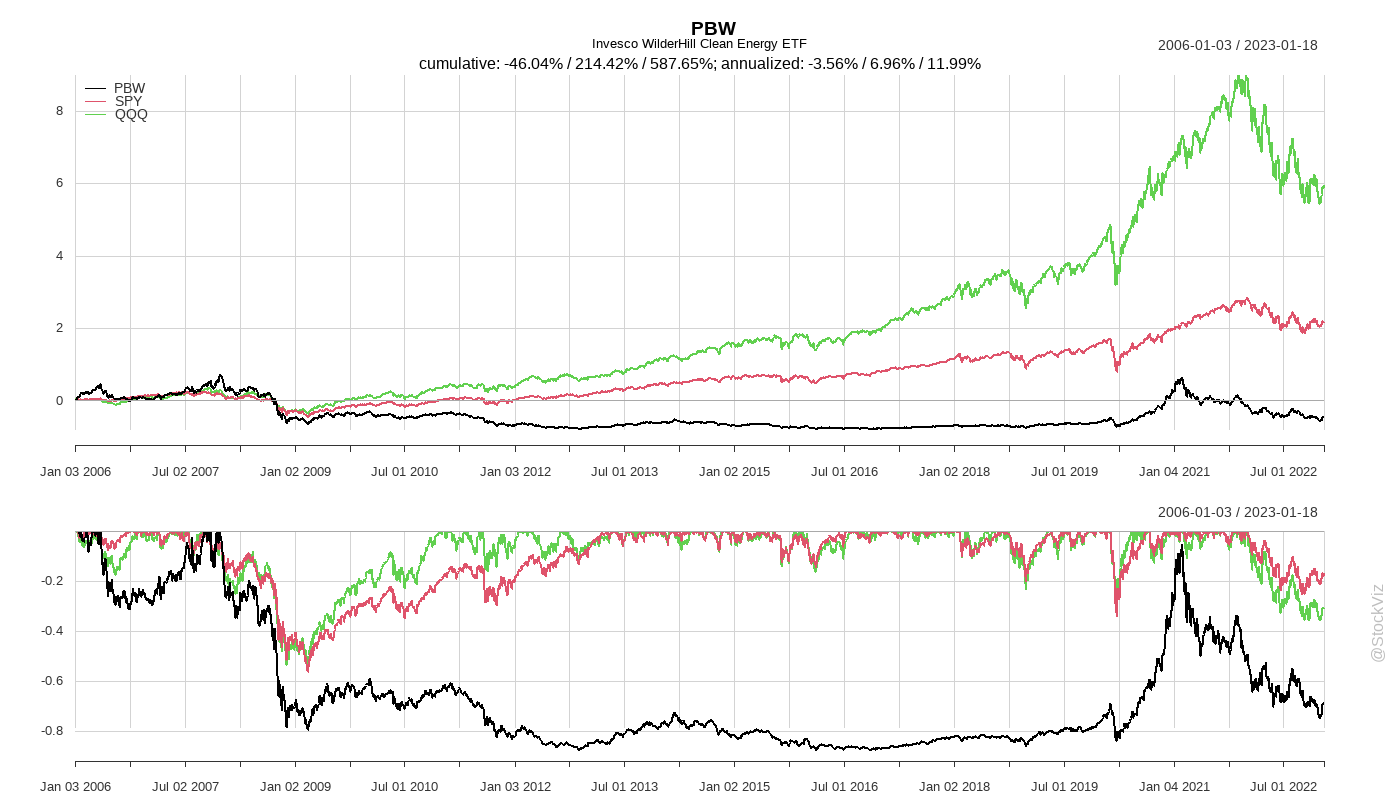 PBW
Invesco WilderHill Clean Energy ETF
2006-01-03 / 2023-01-18
cumulative: -46.04% / 214.42% / 587.65%; annualized: -3.56% / 6.96% / 11.99%
PBW
SPY
QQQ
8
6
4
2
0
Jan 03 2006 Jul 02 2007 Jan 02 2009 Jul 01 2010 Jan 03 2012 Jul 01 2013 Jan 02 2015 Jul 01 2016 Jan 02 2018 Jul 01 2019 Jan 04 2021 Jul 01 2022
2006-01-03 / 2023-01-18
-0.2
-0.4
-0.6
-0.8
Jan 03 2006 Jul 02 2007 Jan 02 2009 Jul 01 2010 Jan 03 2012 Jul 01 2013 Jan 02 2015 Jul 01 2016 Jan 02 2018 Jul 01 2019 Jan 04 2021 Jul 01 2022
@StockViz